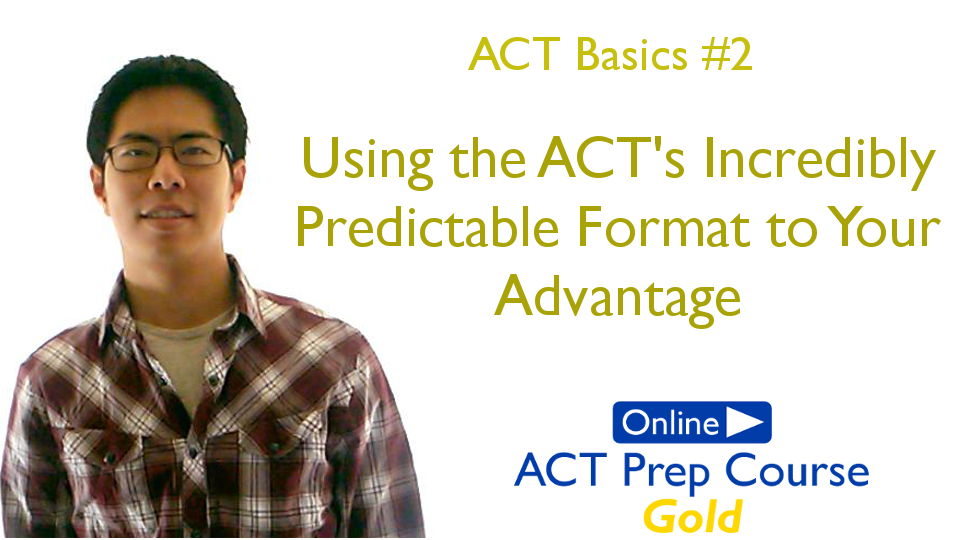 ACT Basics #2
Using the ACT's Incredibly
Predictable Format to Your
Advantage
Online
ACT Prep Course
Gold